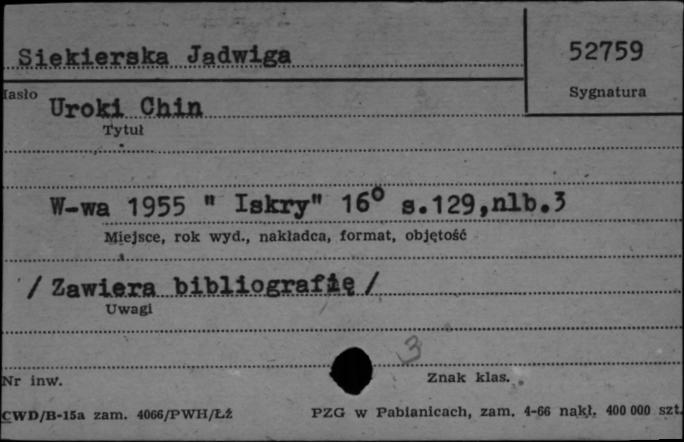 Siekierska Jadwiga
52759
Hasło
Sygnatura
Uroki Chin
Tytuł
W-wa 1955 " Iskry" 16° s.129,nlb.3
Miejsce, rok wyd., nakładca, format, objętość
/ Zawiera bibliografię /
Uwagi
3
Nr inw.
Znak klas.
CWD/B-15a zam. 4066/PWH/ŁŻ
PZG w Pabianicach, zam. 4-66 nakł. 400 000 szt.